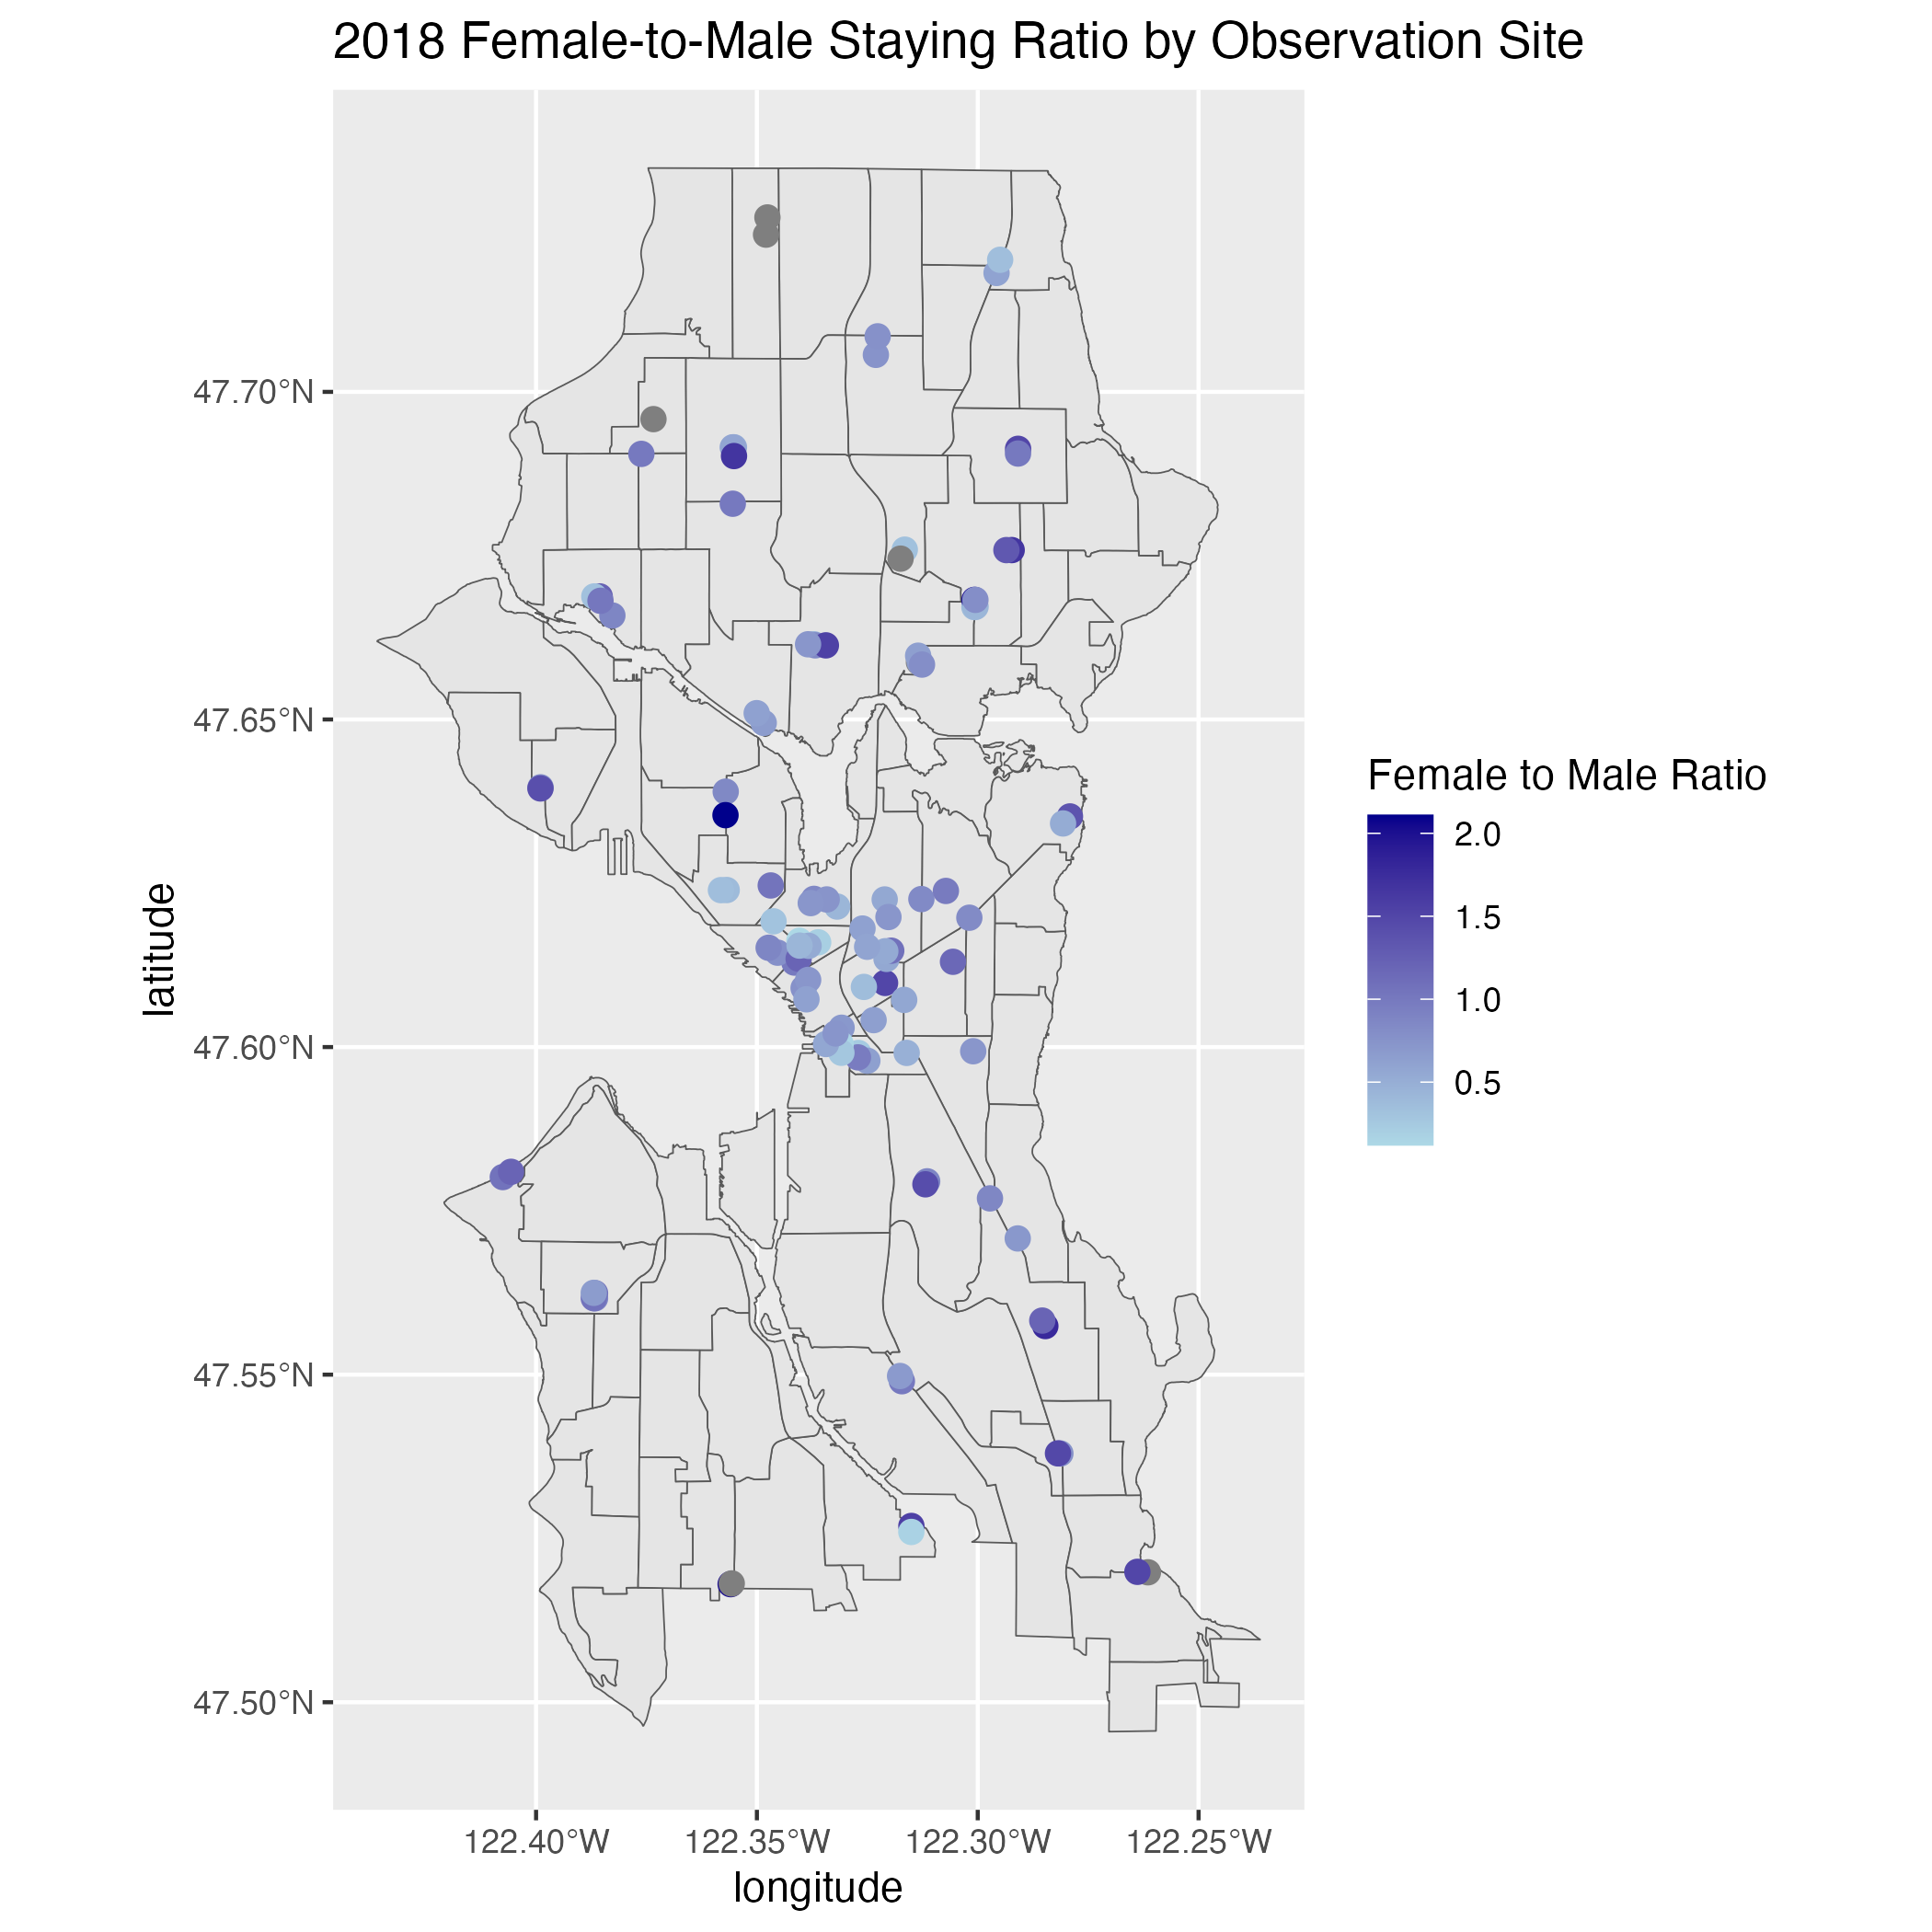 2018 Female-to-Male Staying Ratio by Observation Site
47.70°N
47.65°N
47.60°N
47.55°N
47.50°N
latitude
122.40°W
122.35°W
122.30°W
122.25°W
longitude
Female to Male Ratio
2.0
1.5
1.0
0.5